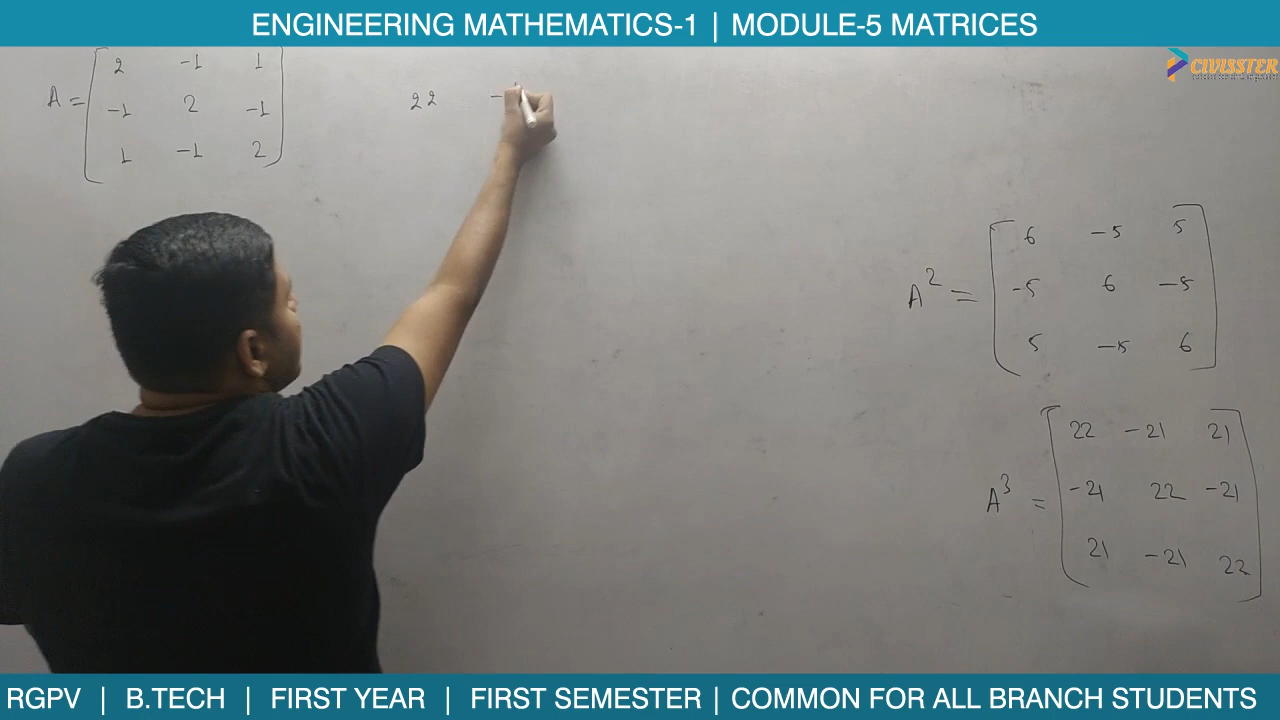 ENGINEERING MATHEMATICS-1 | MODULE-5 MATRICES
CIVISSTER
2 -1 1
A = -1 2 -1
1 -1 2
22 -
6 -5 5
A² = -5 6 -5
5 -5 6
22 -21 21
A³ = -21 22 -21
21 -21 22
RGPV | B.TECH | FIRST YEAR | FIRST SEMESTER | COMMON FOR ALL BRANCH STUDENTS